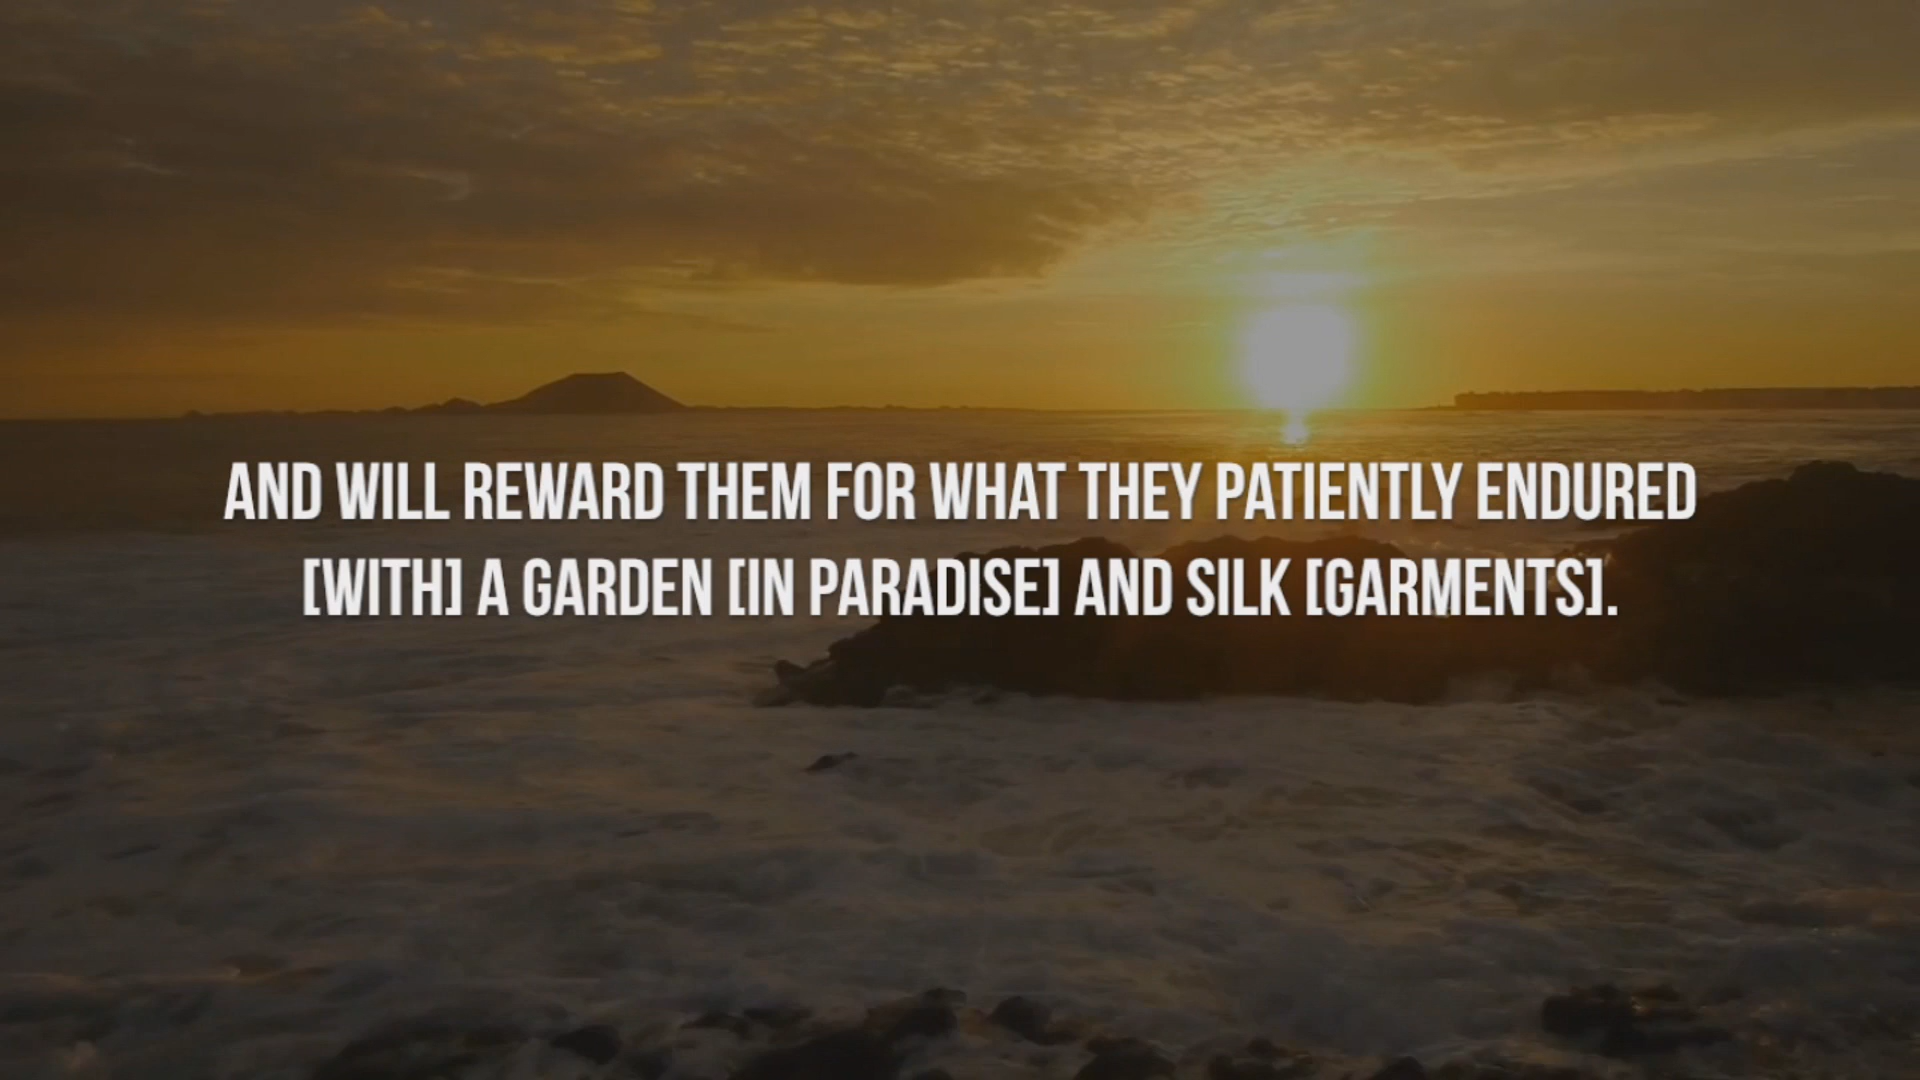 AND WILL REWARD THEM FOR WHAT THEY PATIENTLY ENDURED
[WITH] A GARDEN [IN PARADISE] AND SILK [GARMENTS].